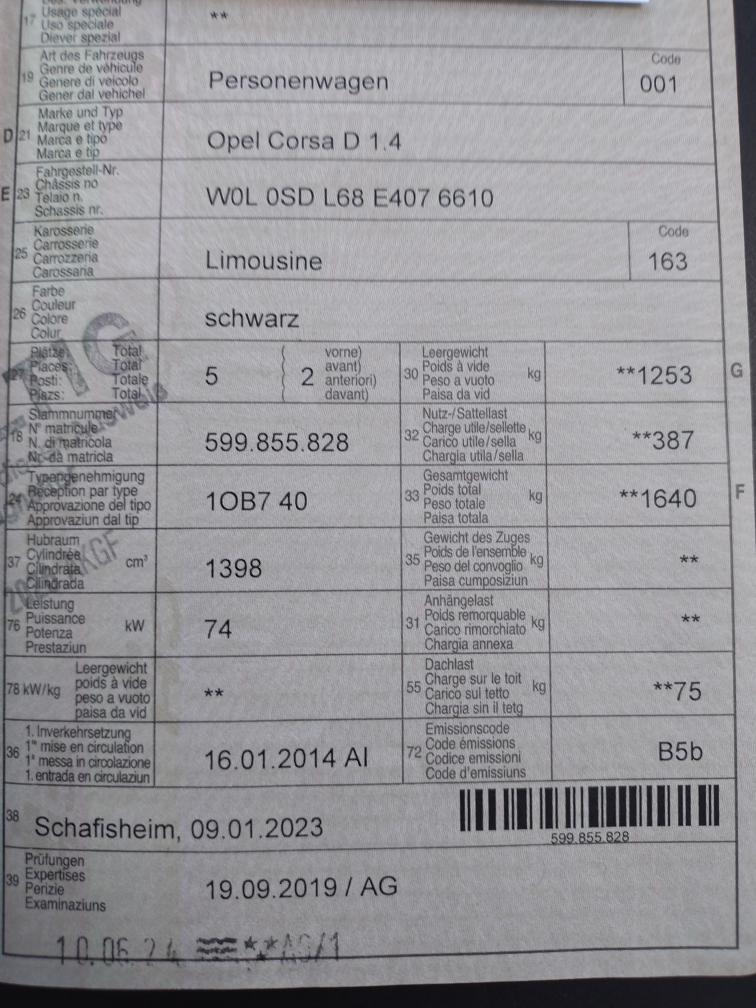 17 Usage spécial **
Uso speciale
Diever spezial
Art des Fahrzeugs
Genre de véhicule
19 Genere di veicolo
Gener dal vehichel
Personenwagen
Code
001
Marke und Typ
D 21 Marque et type
Marca e tipo
Marca e tip
Opel Corsa D 1.4
Fahrgestell-Nr.
E 23 Châssis no
Telaio n.
Schassis nr.
W0L 0SD L68 E407 6610
Karosserie
25 Carrosserie
Carrozzeria
Carossaria
Limousine
Code
163
Farbe
26 Couleur
Colore
Colur
schwarz
Plätze: Total
Places: Total
Posti: Totale
Plazs: Total
5
2
vorne)
avant)
anteriori)
davant)
Leergewicht
30 Poids à vide kg
Peso a vuoto
Paisa da vid
**1253
G
Stammnummer
18 N° matricule
N. di matricola
Nr. da matricla
599.855.828
Nutz-/Sattellast
32 Charge utile/sellette kg
Carico utile/sella
Chargia utila/sella
**387
Typengenehmigung
24 Réception par type
Approvazione del tipo
Approvaziun dal tip
1OB7 40
Gesamtgewicht
33 Poids total kg
Peso totale
Paisa totala
**1640
F
Hubraum
37 Cylindrée cm³
Cilindrata
Cilindrada
1398
Gewicht des Zuges
35 Poids de l'ensemble kg
Peso del convoglio
Paisa cumposiziun
**
Leistung
76 Puissance kW
Potenza
Prestaziun
74
Anhängelast
31 Poids remorquable kg
Carico rimorchiato
Chargia annexa
**
Leergewicht
78 kW/kg poids à vide
peso a vuoto
paisa da vid
**
Dachlast
55 Charge sur le toit kg
Carico sul tetto
Chargia sin il tetg
**75
1. Inverkehrsetzung
36 1re mise en circulation
1a messa in circolazione
1. entrada en circulaziun
16.01.2014 AI
Emissionscode
72 Code émissions
Codice emissioni
Code d'emissiuns
B5b
38 Schafisheim, 09.01.2023
599.855.828
Prüfungen
39 Expertises
Perizie
Examinaziuns
19.09.2019 / AG
10.06.24 **AG/1